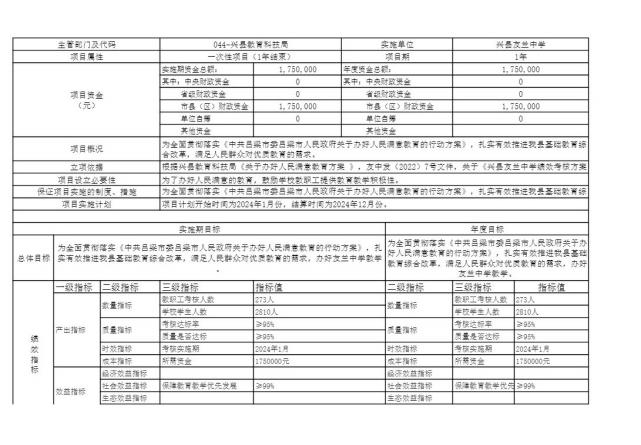 主管部门及代码 044-兴县教育科技局 实施单位 兴县友兰中学
项目属性 一次性项目（1年结束） 项目期 1年
项目资金（元） 实施期资金总额： 1,750,000 年度资金总额： 1,750,000
其中：中央财政资金 0 其中：中央财政资金 0
省级财政资金 0 省级财政资金 0
市县（区）财政资金 1,750,000 市县（区）财政资金 1,750,000
单位自筹 0 单位自筹 0
其他资金 其他资金
项目概况 为全面贯彻落实《中共吕梁市委吕梁市人民政府关于办好人民满意教育的行动方案》，扎实有效推进我县基础教育综
合改革，满足人民群众对优质教育的需求。
立项依据 根据兴县教育科技局《关于办好人民满意教育方案 》，友中发（2022）7号文件，关于《兴县友兰中学绩效考核方案
项目设立必要性 为了办好人民满意的教育，鼓励学校教职工提供教育教学积极性。
保证项目实施的制度、措施 为全面贯彻落实《中共吕梁市委吕梁市人民政府关于办好人民满意教育的行动方案》，扎实有效推进我县基础教育综
项目实施计划 项目计划开始时间为2024年1月，结算时间为2024年12月。
实施期目标 年度目标
总体目标 为全面贯彻落实《中共吕梁市委吕梁市人民政府关于办好人民满意教育的行动方案》，扎
实有效推进我县基础教育综合改革，满足人民群众对优质教育的需求，办好友兰中学教学
。
为全面贯彻落实《中共吕梁市委吕梁市人民政府关于办
好人民满意教育的行动方案》，扎实有效推进我县基础
教育综合改革，满足人民群众对优质教育的需求，办好
友兰中学教学。
绩效指标 一级指标 二级指标 三级指标 指标值 二级指标 三级指标 指标值
产出指标 数量指标 教职工考核人数 273人 数量指标 教职工考核人数 273人
学校学生人数 2810人 学校学生人数 2810人
质量指标 考核达标率 ≥95% 质量指标 考核达标率 ≥95%
质量是否达标 ≥95% 质量是否达标 ≥95%
时效指标 考核实施期 2024年1月 时效指标 考核实施期 2024年1月
成本指标 所需资金 1750000元 成本指标 所需资金 1750000元
效益指标 经济效益指标 经济效益指标
社会效益指标 保障教育教学优先发展 ≥99% 社会效益指标 保障教育教学优先 ≥99%
生态效益指标 生态效益指标